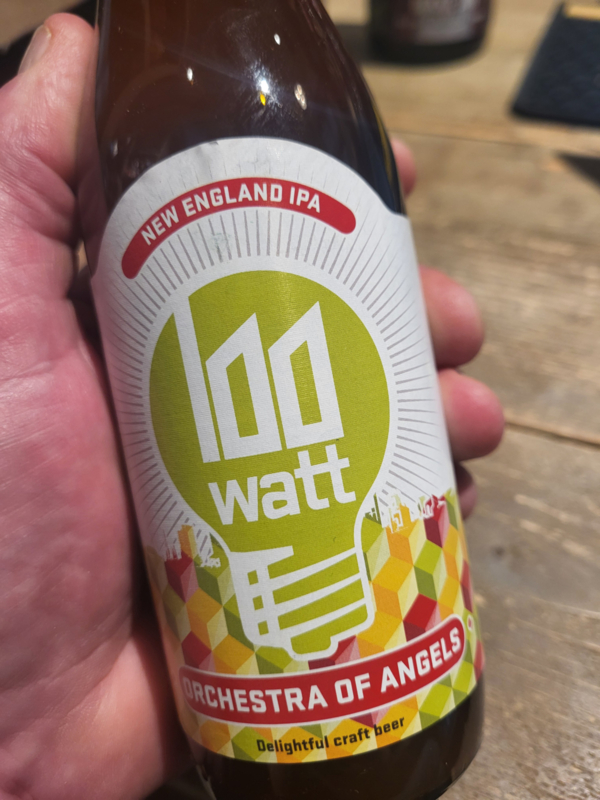 NEW ENGLAND IPA
100
watt
ORCHESTRA OF ANGELS
Delightful craft beer